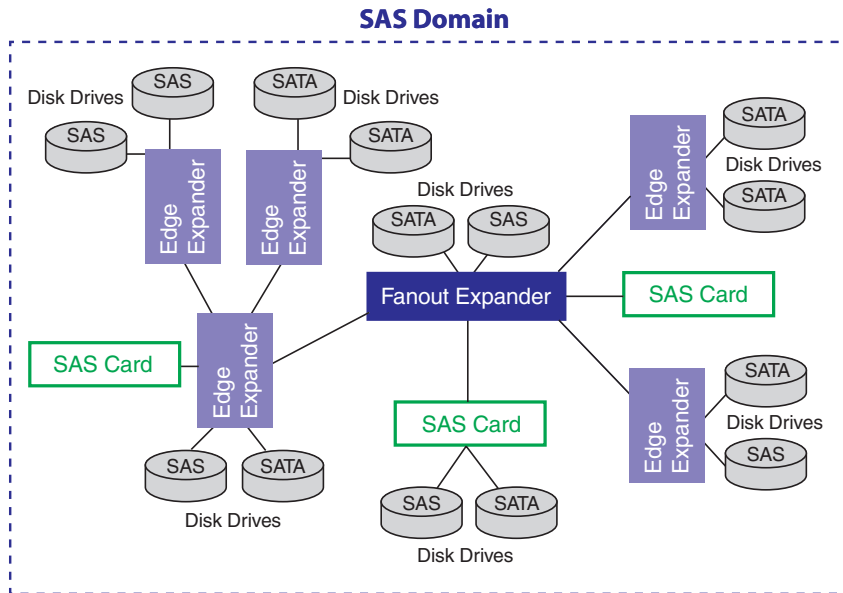 SAS Domain
SAS
SATA
Disk Drives
Disk Drives
SAS
SATA
Edge
Expander
Edge
Expander
SATA
Disk Drives
SATA
Edge
Expander
Disk Drives
SATA
SAS
Fanout Expander
SAS Card
SAS Card
Edge
Expander
SAS
SATA
Disk Drives
SAS Card
SAS
SATA
Disk Drives
Edge
Expander
SATA
Disk Drives
SAS